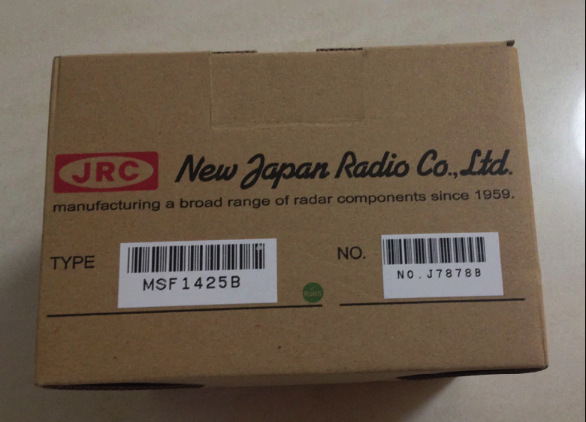 JRC New Japan Radio Co., Ltd.
manufacturing a broad range of radar components since 1959.
TYPE MSF1425B NO. NO.J7878B